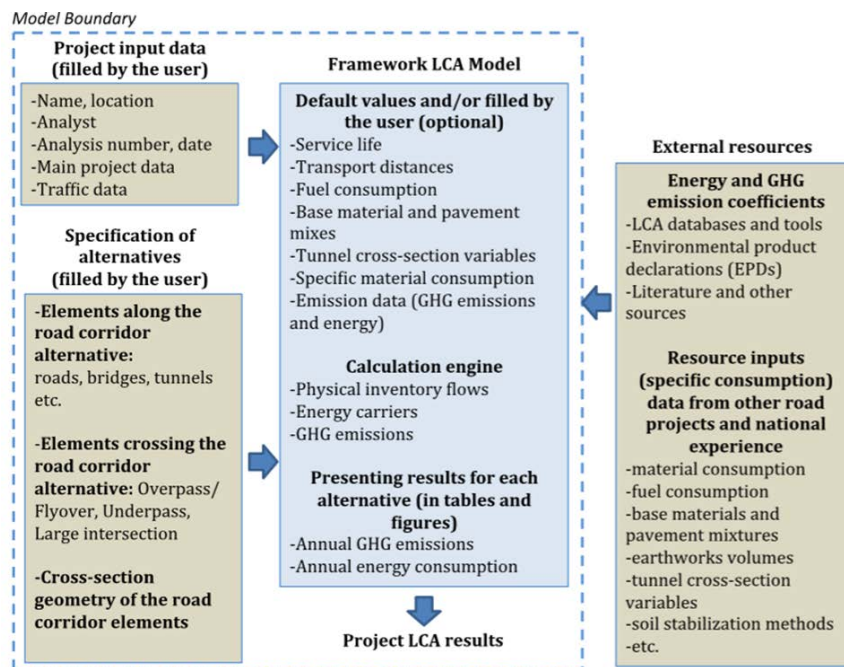 Model Boundary
Project input data
(filled by the user)
-Name, location
-Analyst
-Analysis number, date
-Main project data
-Traffic data
Specification of
alternatives
(filled by the user)
-Elements along the
road corridor
alternative:
roads, bridges, tunnels
etc.
-Elements crossing the
road corridor
alternative: Overpass/
Flyover, Underpass,
Large intersection
-Cross-section
geometry of the road
corridor elements
Framework LCA Model
Default values and/or filled by
the user (optional)
-Service life
-Transport distances
-Fuel consumption
-Base material and pavement
mixes
-Tunnel cross-section variables
-Specific material consumption
-Emission data (GHG emissions
and energy)
Calculation engine
-Physical inventory flows
-Energy carriers
-GHG emissions
Presenting results for each
alternative (in tables and
figures)
-Annual GHG emissions
-Annual energy consumption
Project LCA results
External resources
Energy and GHG
emission coefficients
-LCA databases and tools
-Environmental product
declarations (EPDs)
-Literature and other
sources
Resource inputs
(specific consumption)
data from other road
projects and national
experience
-material consumption
-fuel consumption
-base materials and
pavement mixtures
-earthworks volumes
-tunnel cross-section
variables
-soil stabilization methods
-etc.